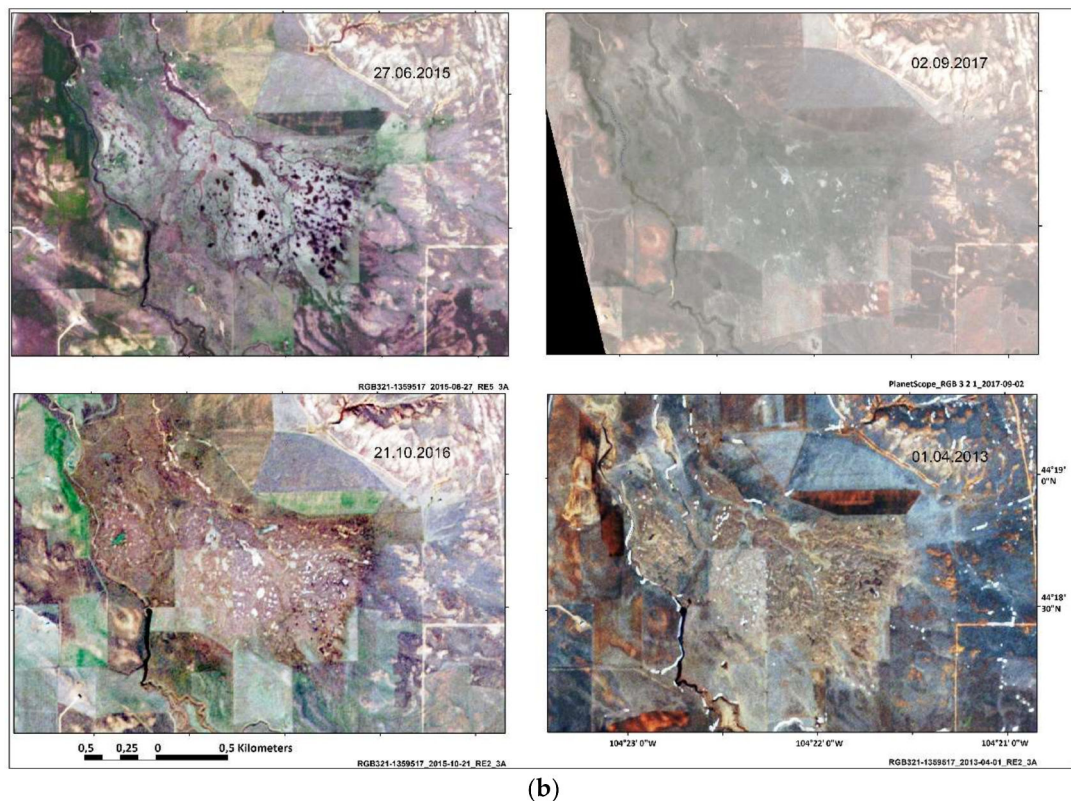 27.06.2015
02.09.2017
RGB321-1359517_2015-06-27_RE5_3A
PlanetScope_RGB 3 2 1_2017-09-02
21.10.2016
01.04.2013
44°19'
0"N
44°18'
30"N
0,5 0,25 0 0,5 Kilometers
104°23' 0"W 104°22' 0"W 104°21' 0"W
RGB321-1359517_2015-10-21_RE2_3A
RGB321-1359517_2013-04-01_RE2_3A
(b)